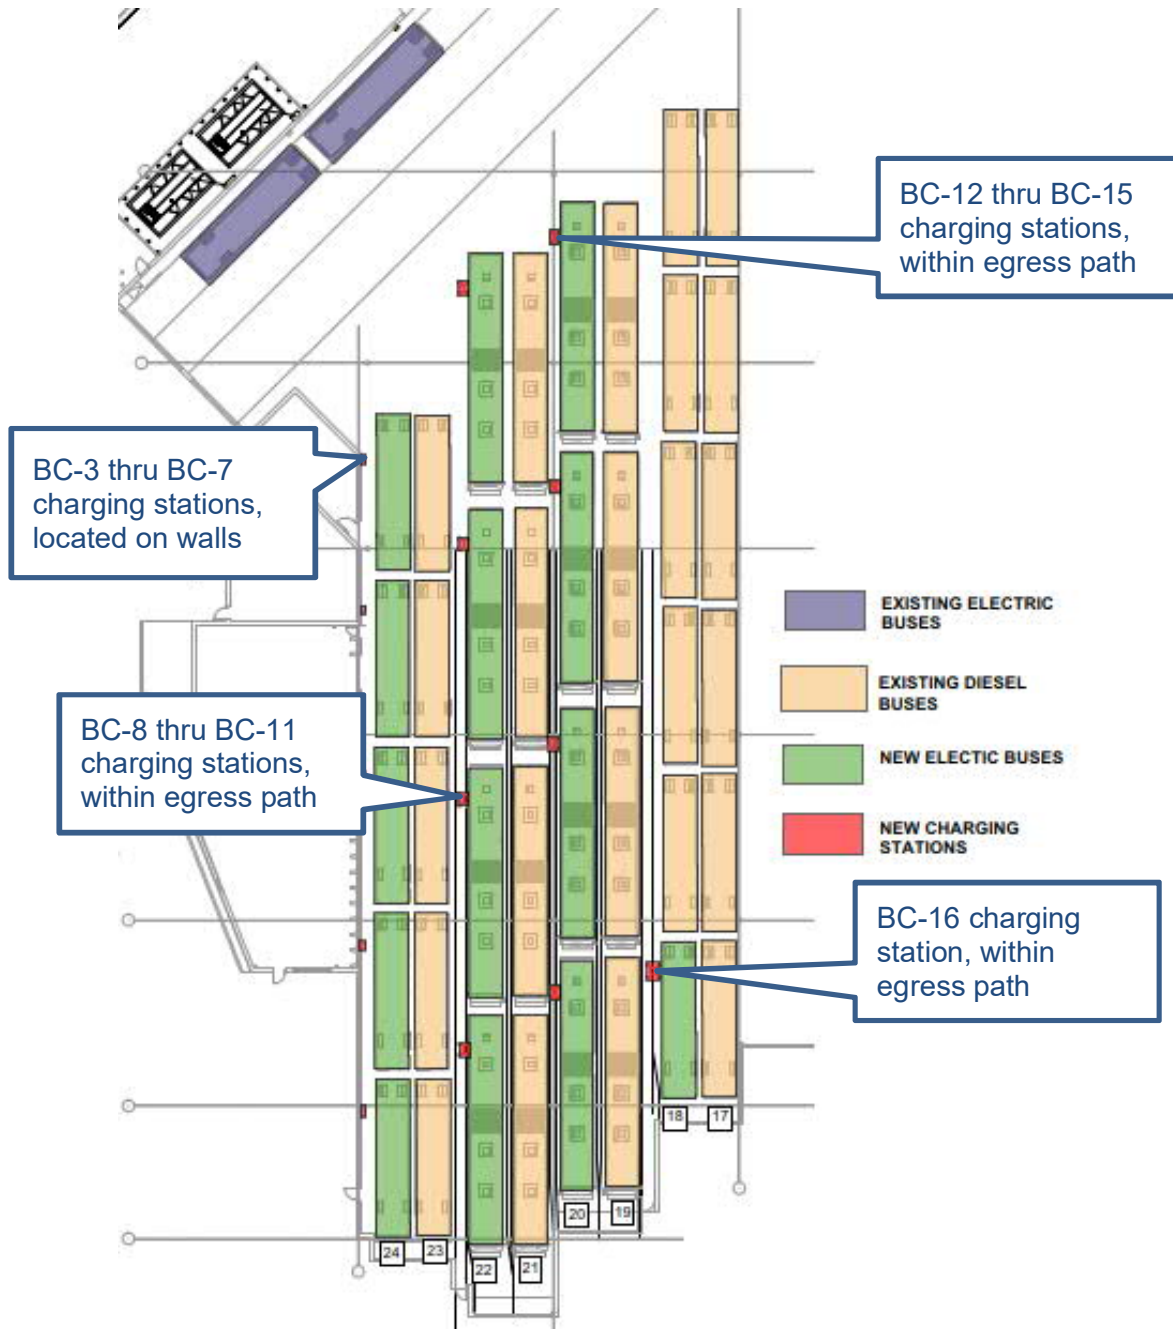 BC-12 thru BC-15
charging stations,
within egress path
BC-3 thru BC-7
charging stations,
located on walls
BC-8 thru BC-11
charging stations,
within egress path
EXISTING ELECTRIC
BUSES
EXISTING DIESEL
BUSES
NEW ELECTIC BUSES
NEW CHARGING
STATIONS
BC-16 charging
station, within
egress path
18
17
20
19
24
23
22
21